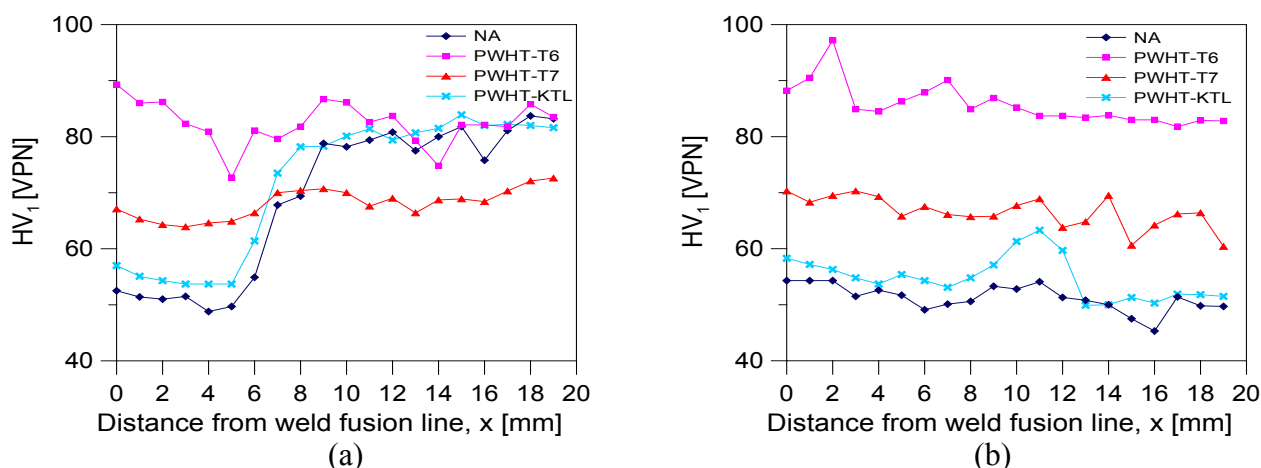 100
80
60
40
HV1 [VPN]
NA
PWHT-T6
PWHT-T7
PWHT-KTL
0 2 4 6 8 10 12 14 16 18 20
Distance from weld fusion line, x [mm]
(a)
100
80
60
40
HV1 [VPN]
NA
PWHT-T6
PWHT-T7
PWHT-KTL
0 2 4 6 8 10 12 14 16 18 20
Distance from weld fusion line, x [mm]
(b)